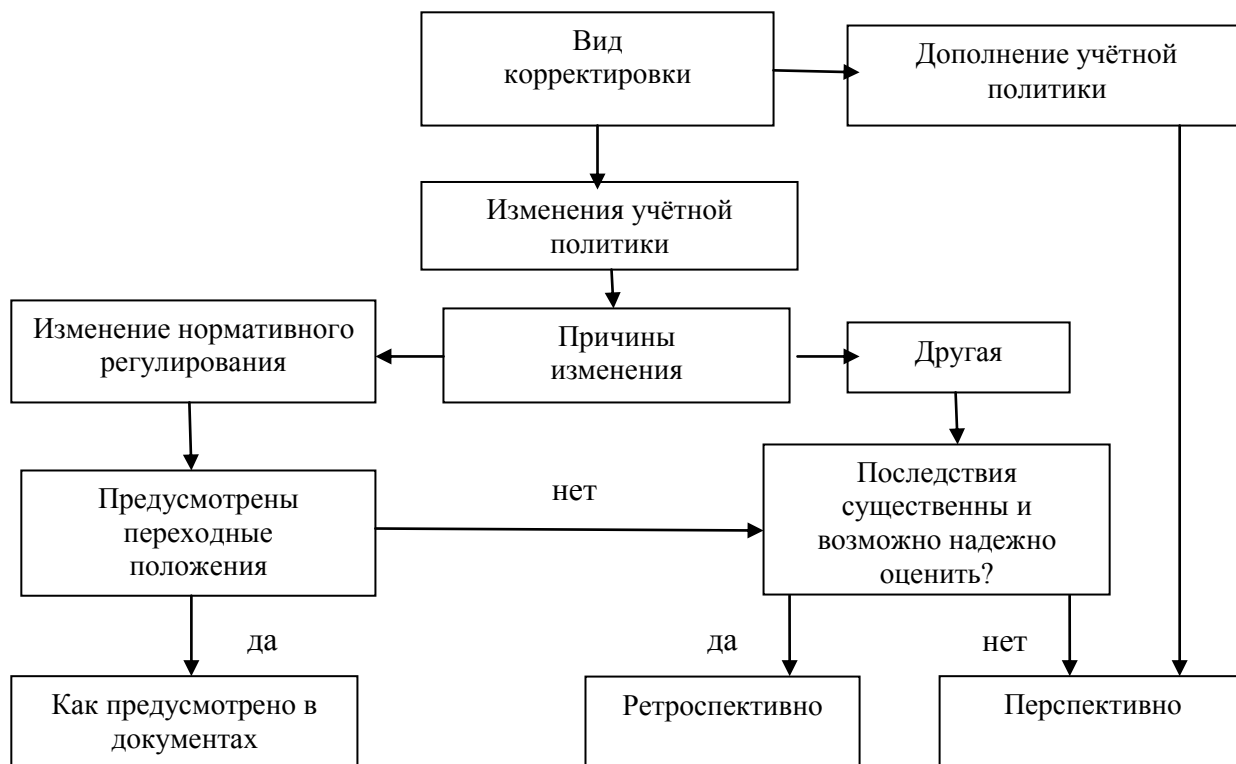 Вид
корректировки
Дополнение учётной
политики
Изменения учётной
политики
Изменение нормативного
регулирования
Причины
изменения
Другая
Предусмотрены
переходные
положения
нет
Последствия
существенны и
возможно надежно
оценить?
да
да
нет
Как предусмотрено в
документах
Ретроспективно
Перспективно